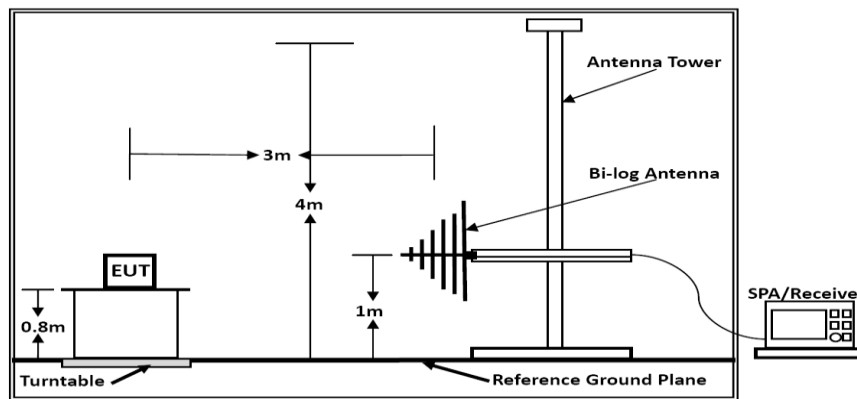 Antenna Tower
3m
Bi-log Antenna
4m
EUT
1m
0.8m
SPA/Receive
Turntable
Reference Ground Plane